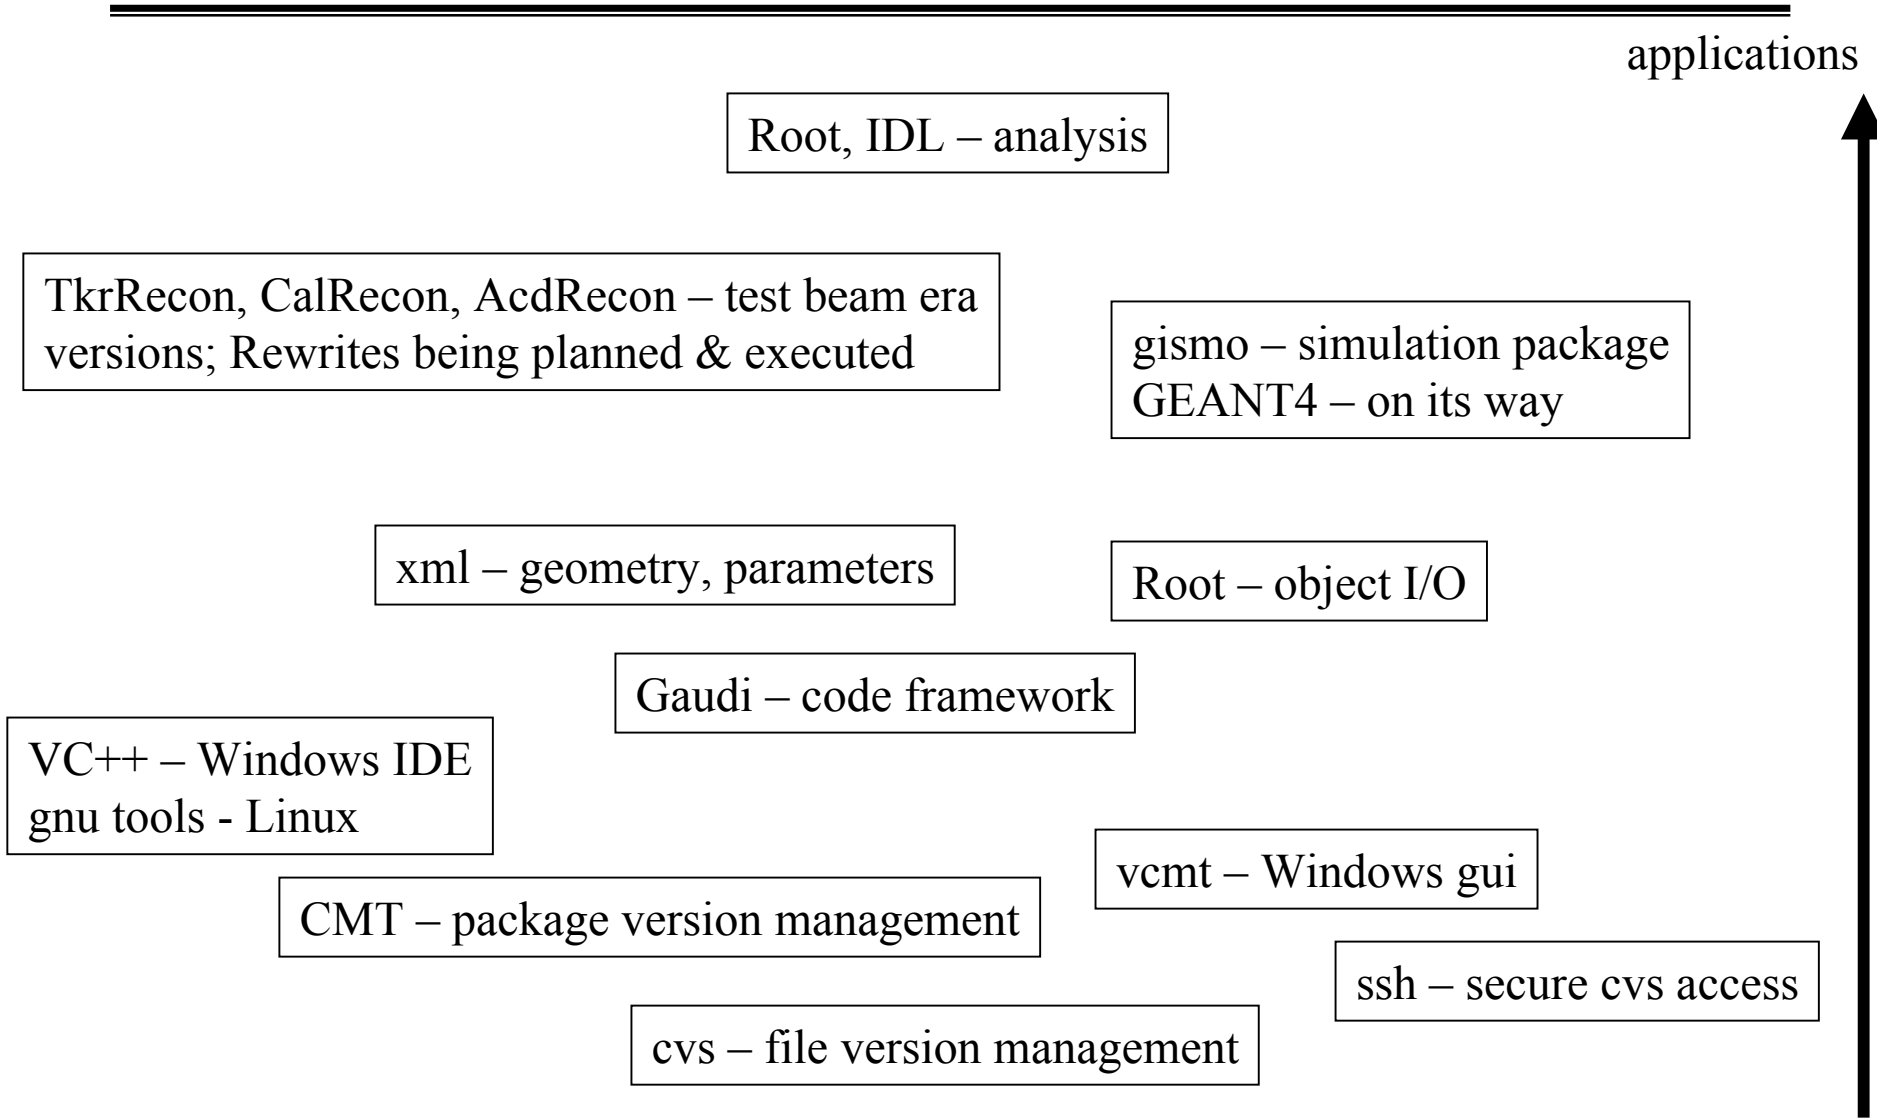 applications
Root, IDL – analysis
TkrRecon, CalRecon, AcdRecon – test beam era
versions; Rewrites being planned & executed
gismo – simulation package
GEANT4 – on its way
xml – geometry, parameters
Root – object I/O
Gaudi – code framework
VC++ – Windows IDE
gnu tools - Linux
vcmt – Windows gui
CMT – package version management
ssh – secure cvs access
cvs – file version management